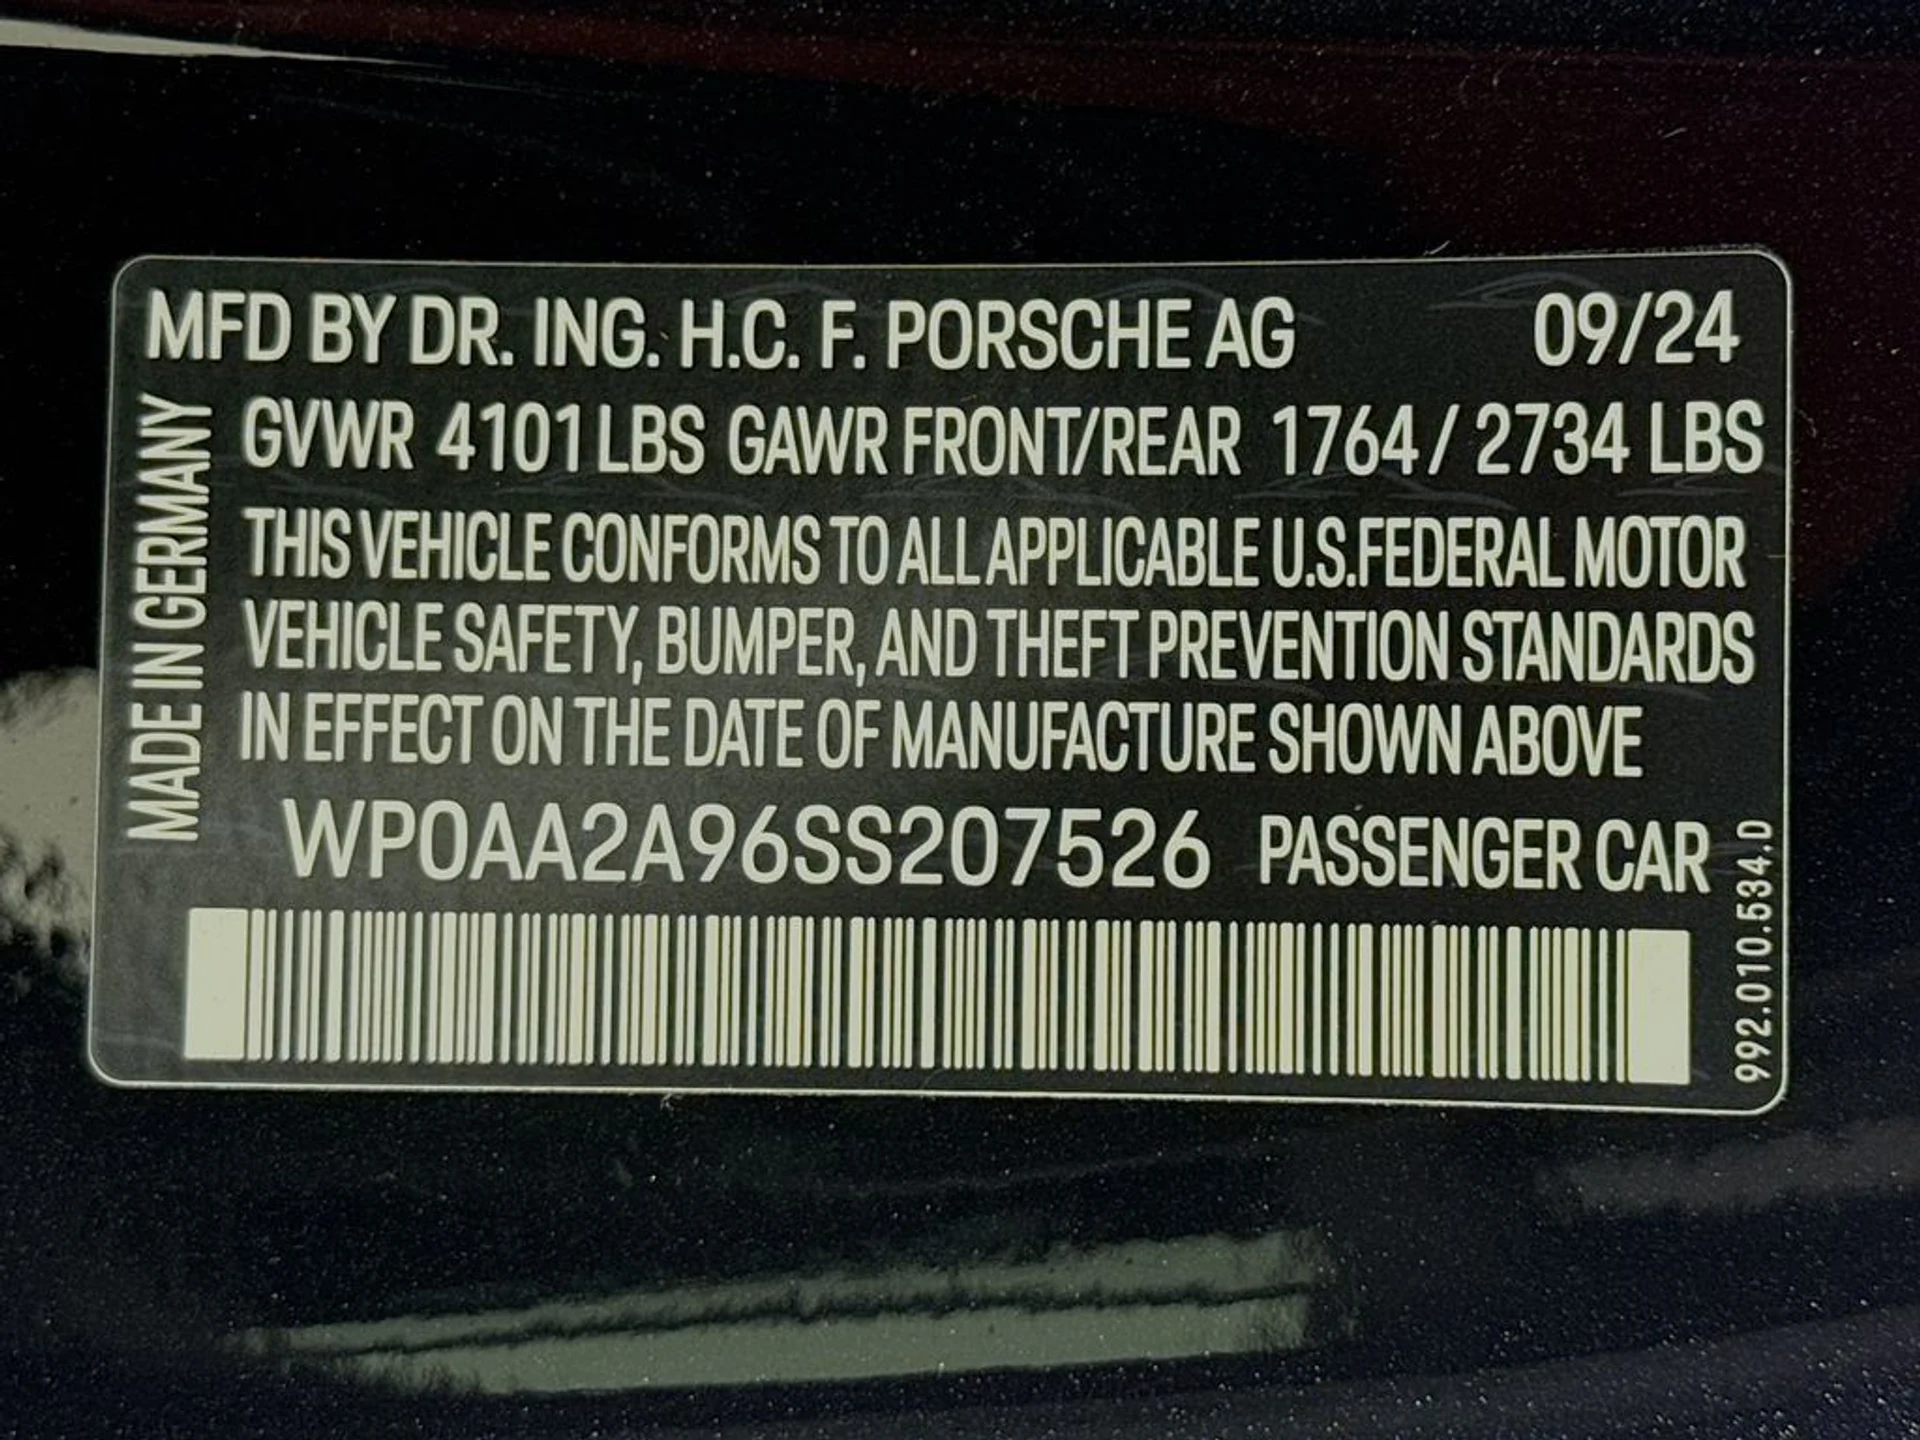 MFD BY DR. ING. H.C. F. PORSCHE AG 09/24
GVWR 4101 LBS GAWR FRONT/REAR 1764 / 2734 LBS
THIS VEHICLE CONFORMS TO ALL APPLICABLE U.S.FEDERAL MOTOR
VEHICLE SAFETY, BUMPER, AND THEFT PREVENTION STANDARDS
IN EFFECT ON THE DATE OF MANUFACTURE SHOWN ABOVE
WP0AA2A96SS207526 PASSENGER CAR
MADE IN GERMANY
992.010.534.D